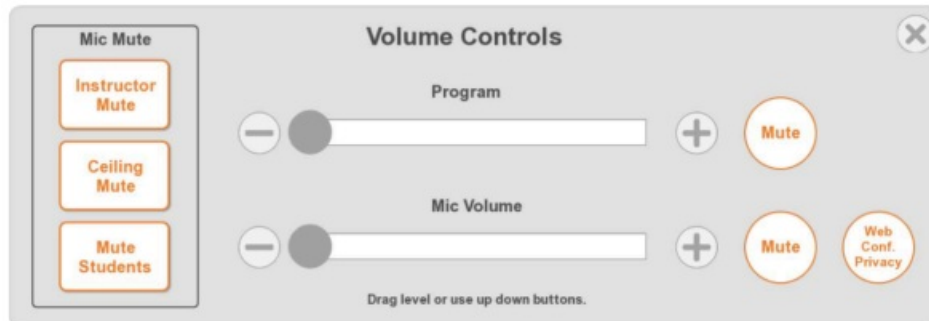 Mic Mute
Instructor
Mute
Ceiling
Mute
Mute
Students
Volume Controls
Program
Mute
Mic Volume
Mute
Web
Conf.
Privacy
Drag level or use up down buttons.